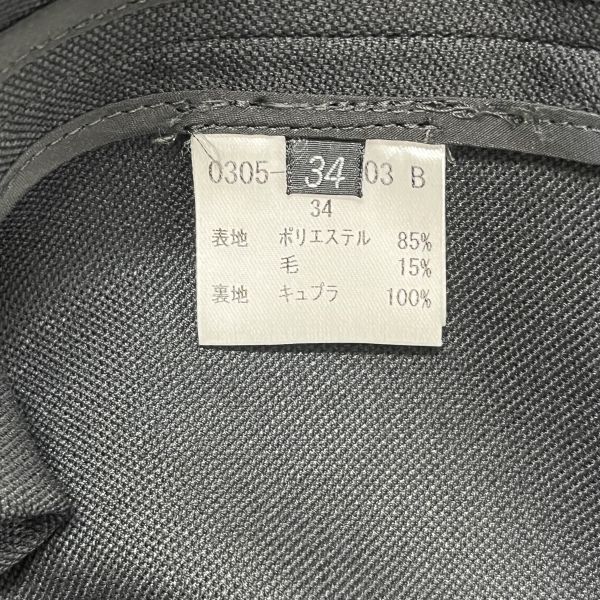 0305- 34 03 B
34
表地 ポリエステル 85%
毛 15%
裏地 キュプラ 100%